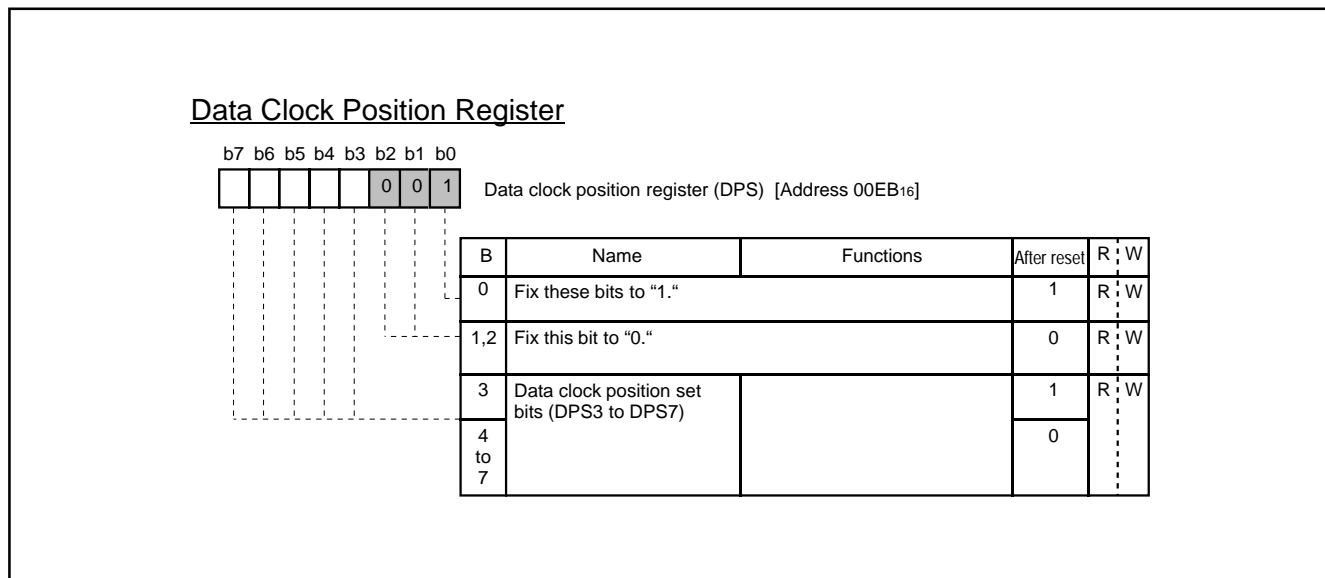 Data Clock Position Register
b7 b6 b5 b4 b3 b2 b1 b0
0 0 1
Data clock position register (DPS) [Address 00EB16]
B Name Functions After reset R W
0 Fix these bits to “1.“ 1 R W
1,2 Fix this bit to “0.“ 0 R W
3 Data clock position set 1 R W
bits (DPS3 to DPS7)
4 0
to
7